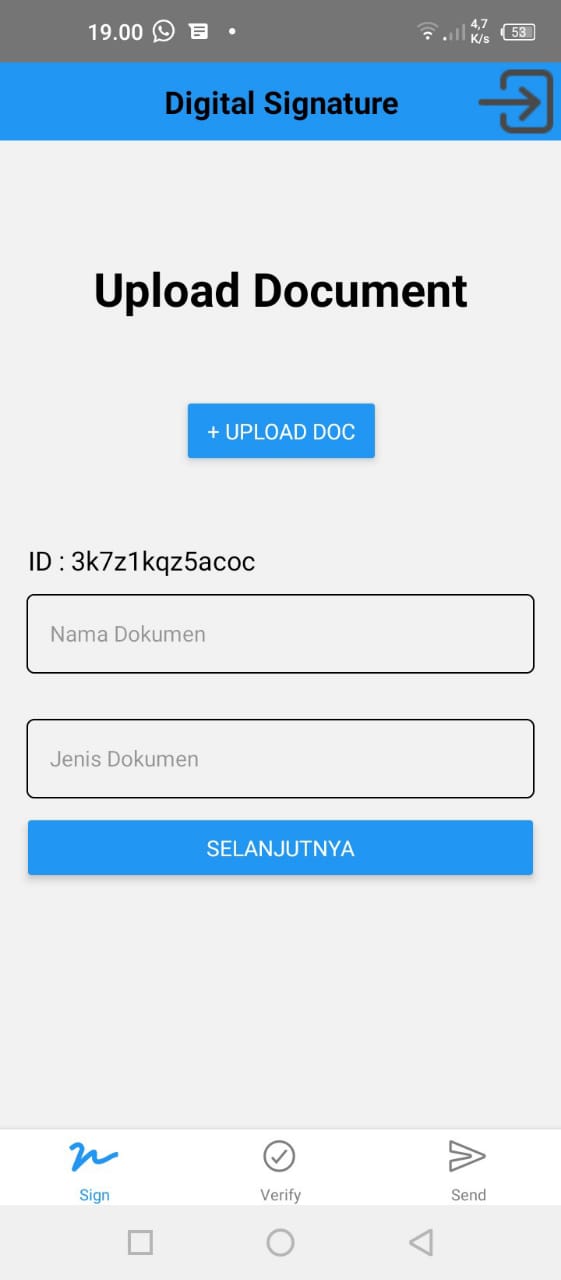 19.00
4,7
K/s
53
Digital Signature
Upload Document
+ UPLOAD DOC
ID : 3k7z1kqz5acoc
Nama Dokumen
Jenis Dokumen
SELANJUTNYA
Sign
Verify
Send